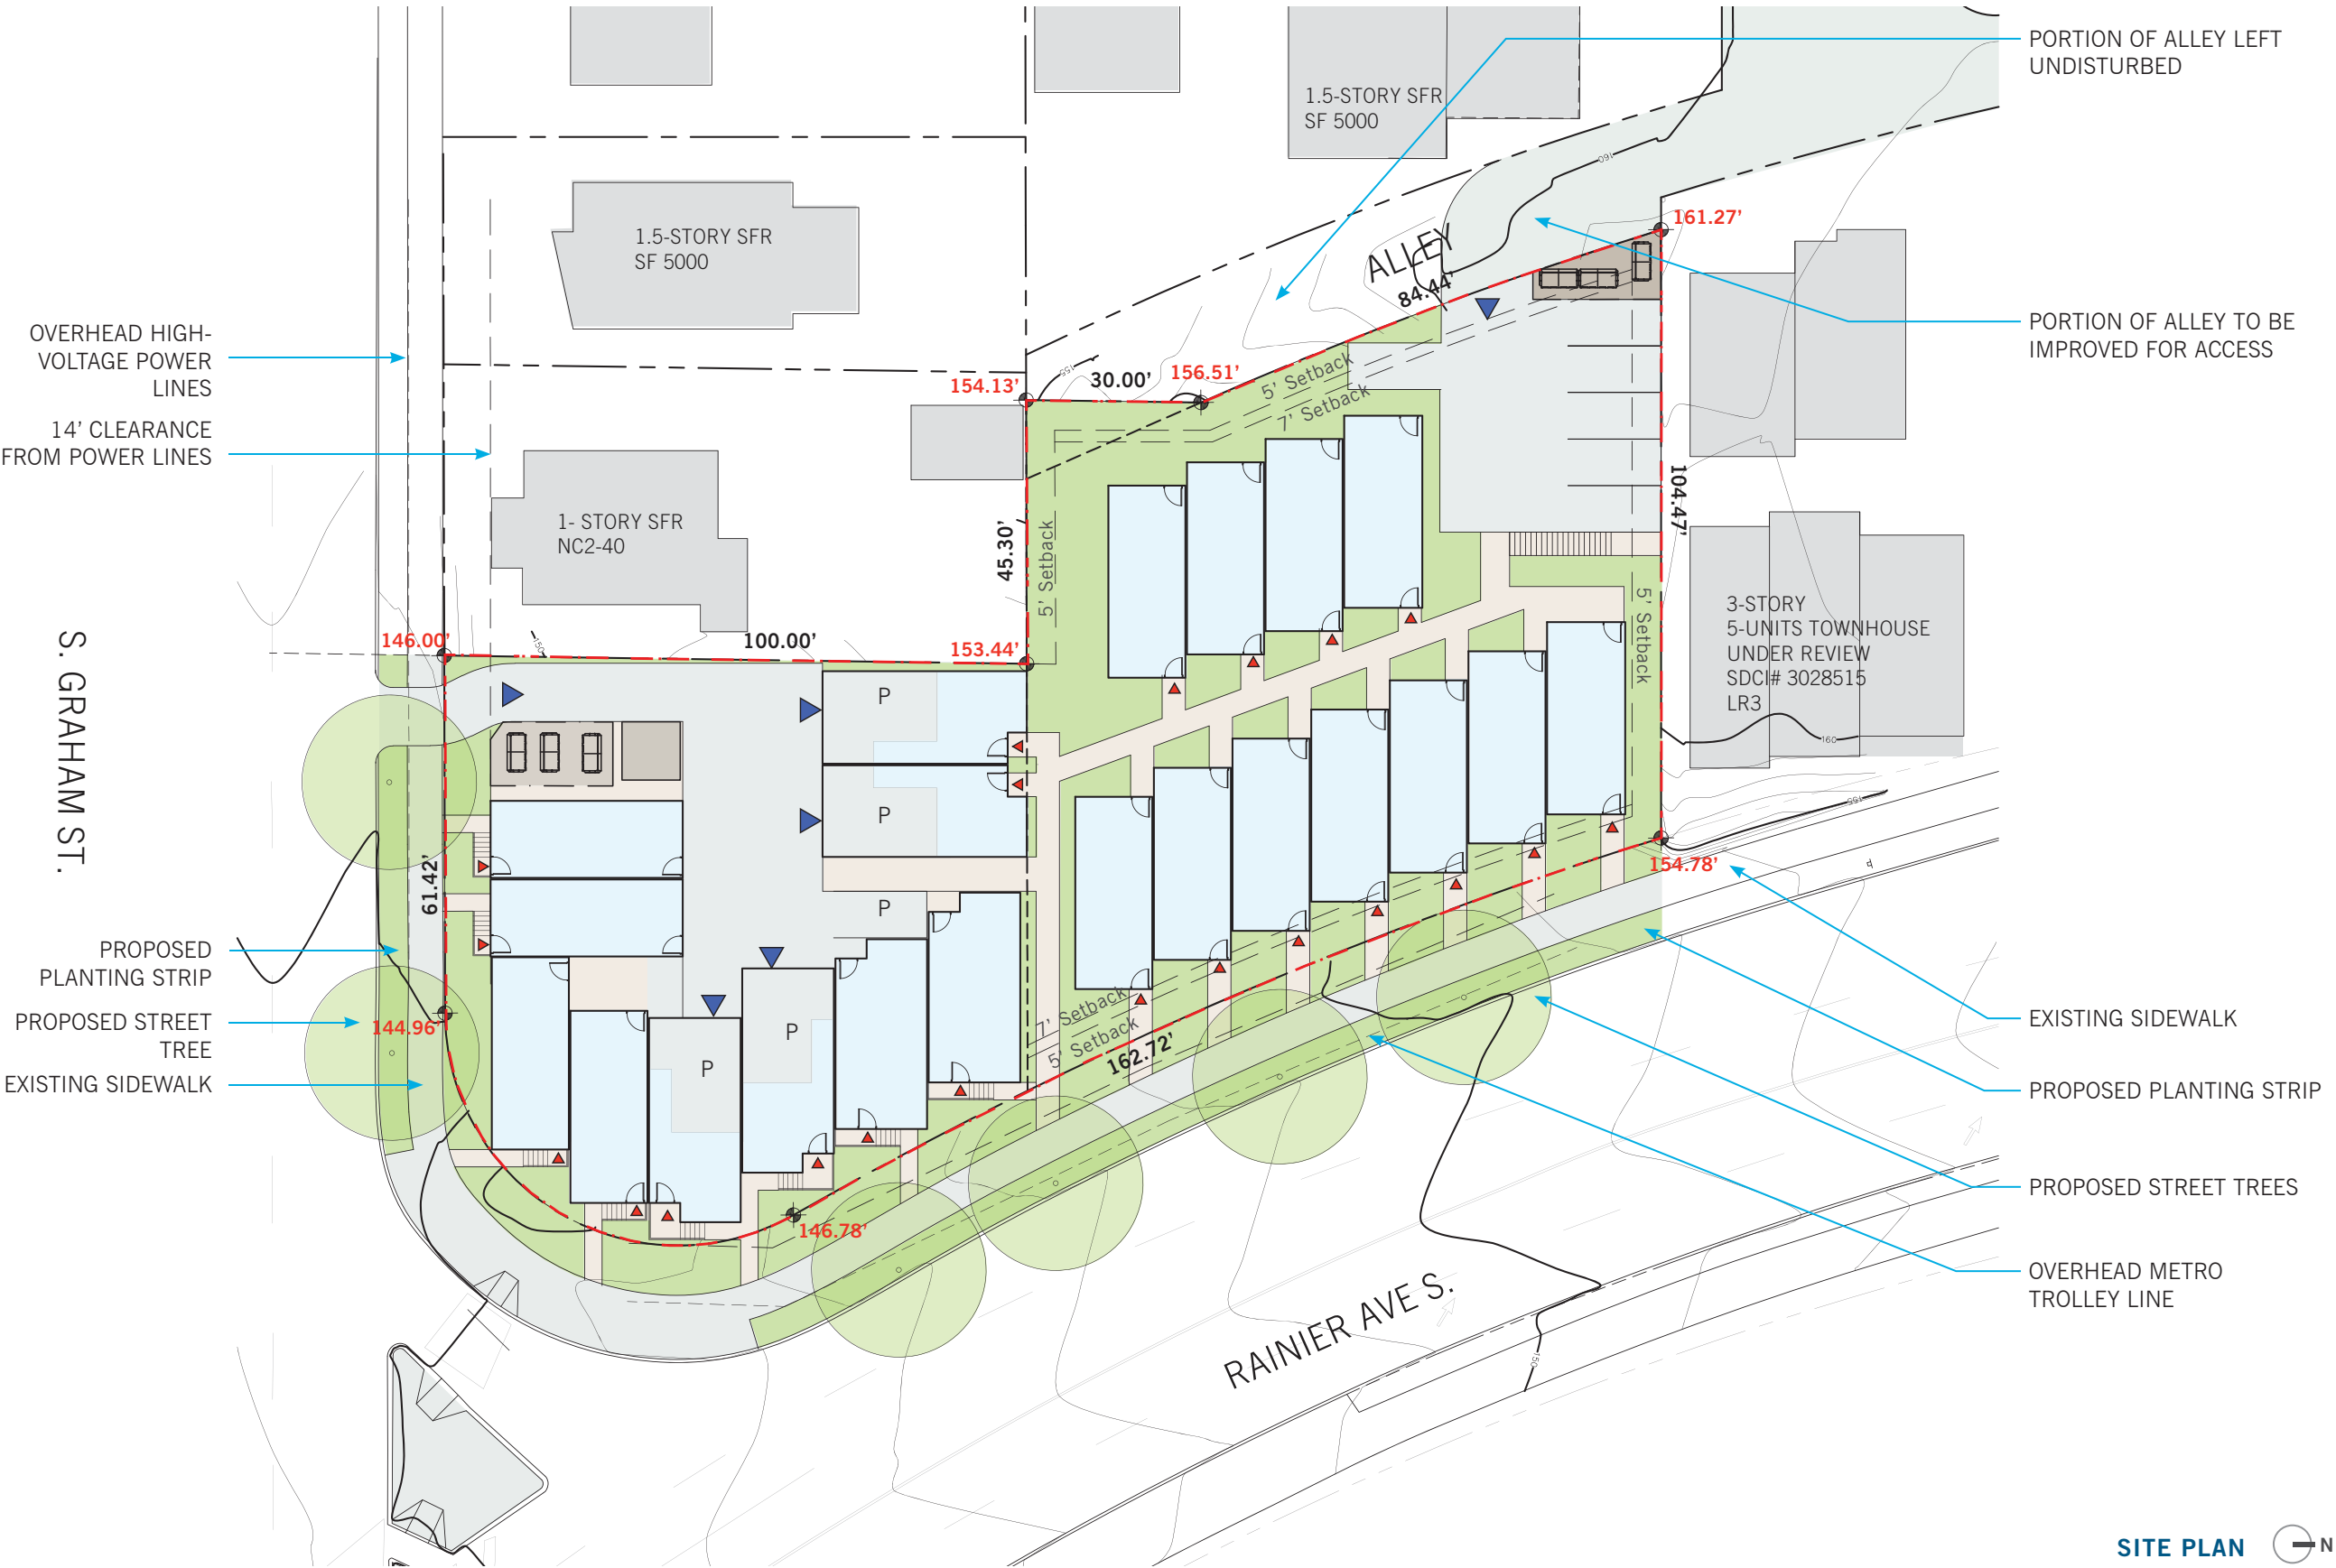 PORTION OF ALLEY LEFT
UNDISTURBED
1.5-STORY SFR
SF 5000
160
161.27'
1.5-STORY SFR
SF 5000
ALLEY
84.44'
PORTION OF ALLEY TO BE
IMPROVED FOR ACCESS
OVERHEAD HIGH-
VOLTAGE POWER
LINES
154.13'
155
30.00'
156.51'
5' Setback
7' Setback
14' CLEARANCE
FROM POWER LINES
104.47'
1- STORY SFR
NC2-40
45.30'
5' Setback
5' Setback
3-STORY
5-UNITS TOWNHOUSE
UNDER REVIEW
SDCI# 3028515
LR3
160
S. GRAHAM ST.
146.00'
150
100.00'
153.44'
P
P
155
154.78'
61.42'
P
PROPOSED
PLANTING STRIP
PROPOSED STREET
TREE
144.96'
EXISTING SIDEWALK
P
P
7' Setback
5' Setback
162.72'
EXISTING SIDEWALK
PROPOSED PLANTING STRIP
PROPOSED STREET TREES
146.78'
OVERHEAD METRO
TROLLEY LINE
RAINIER AVE S.
150
SITE PLAN
N